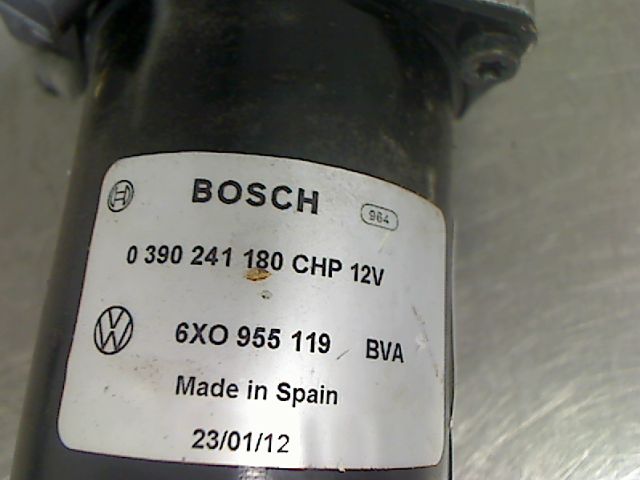 BOSCH 964
0 390 241 180 CHP 12V
6XO 955 119 BVA
Made in Spain
23/01/12